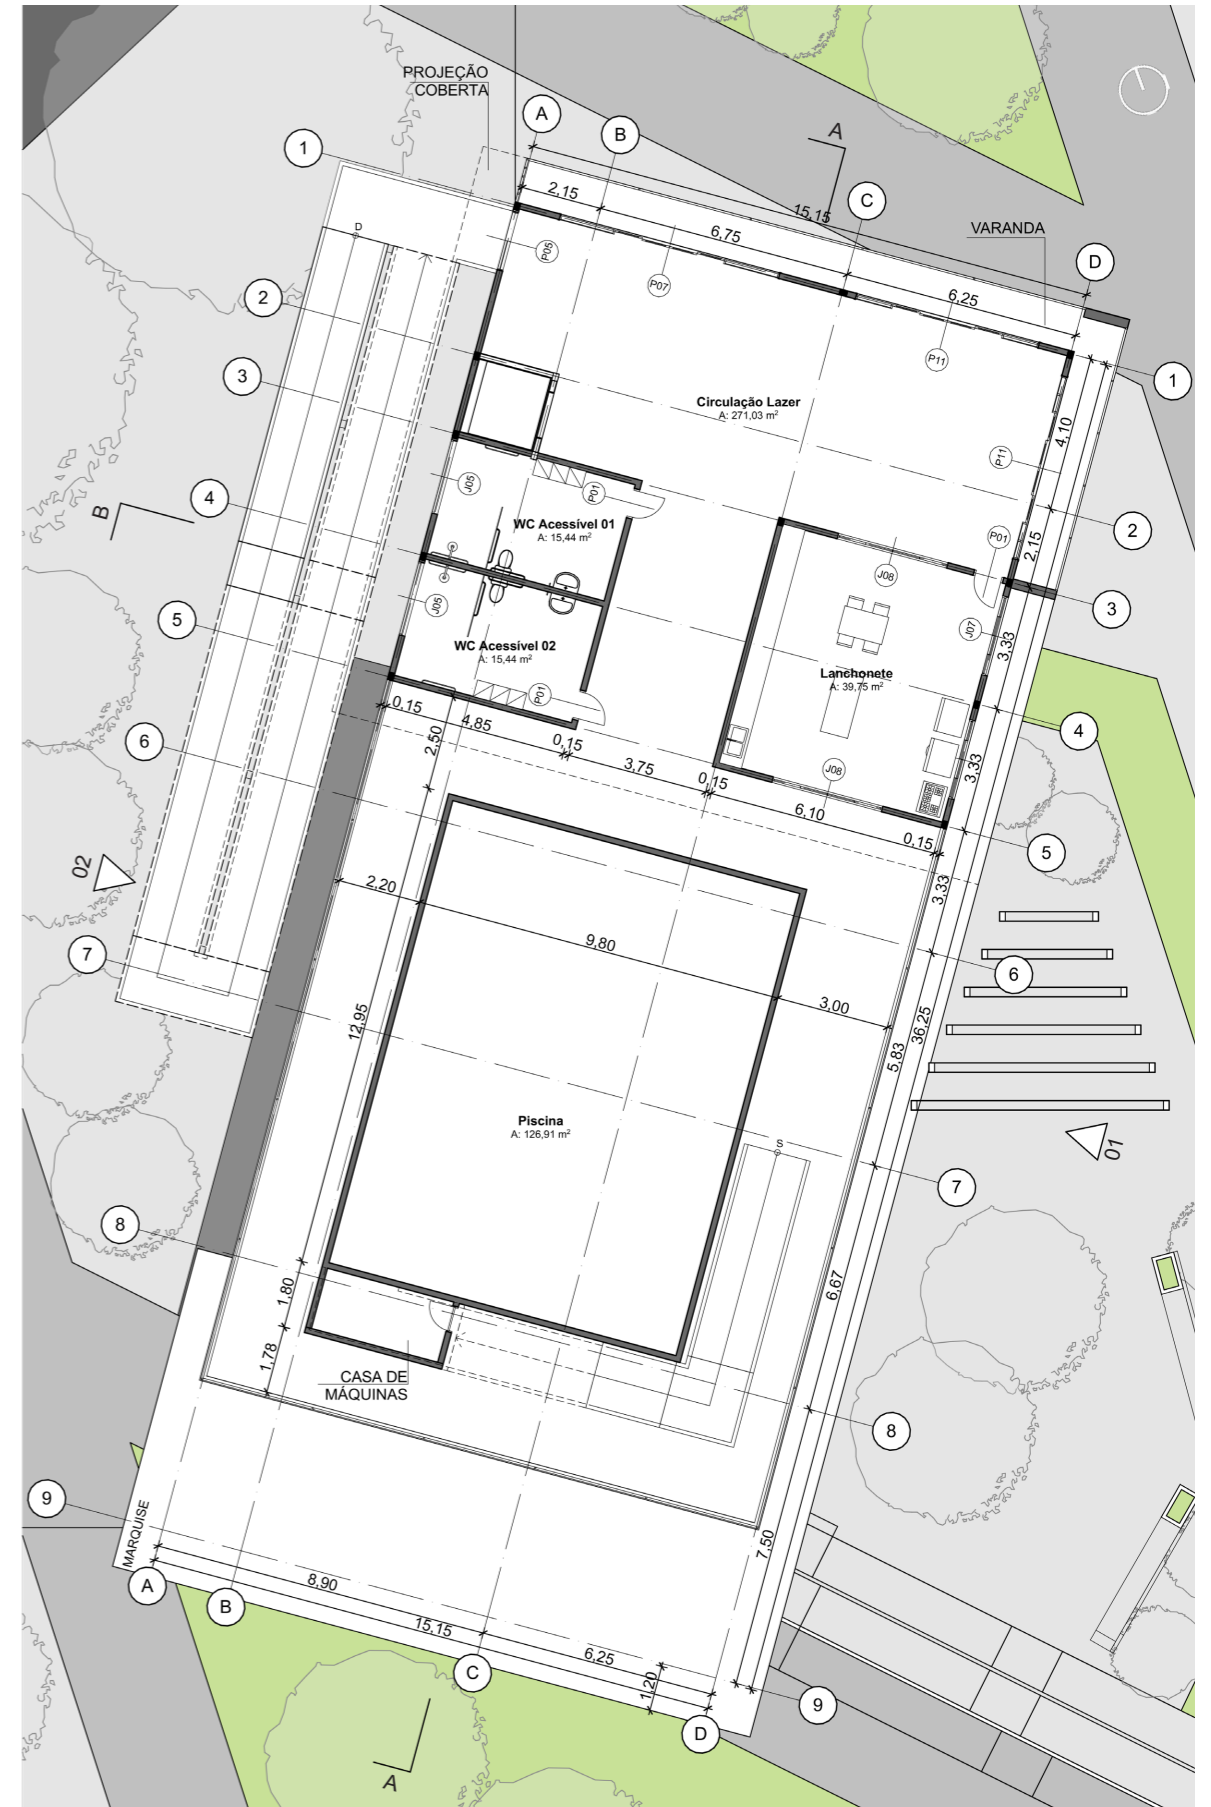 PROJEÇÃO
COBERTA
A
B
A
1
C
VARANDA
D
2,15
15,15
6,75
6,25
P05
P07
P11
2
3
1
Circulação Lazer
A: 271,03 m²
4,10
P11
B
4
J05
P01
WC Acessível 01
A: 15,44 m²
P01
2,15
2
J08
J05
3
5
WC Acessível 02
A: 15,44 m²
J07
3,33
P01
Lanchonete
A: 39,75 m²
0,15
4,85
2,50
0,15
3,75
0,15
6,10
0,15
J08
3,33
4
6
5
02
2,20
9,80
3,00
3,33
7
6
12,95
5,83
36,25
Piscina
A: 126,91 m²
S
D
01
7
8
1,80
6,67
1,78
CASA DE
MÁQUINAS
8
9
MARQUISE
7,50
A
B
8,90
15,15
6,25
1,20
C
D
9
A